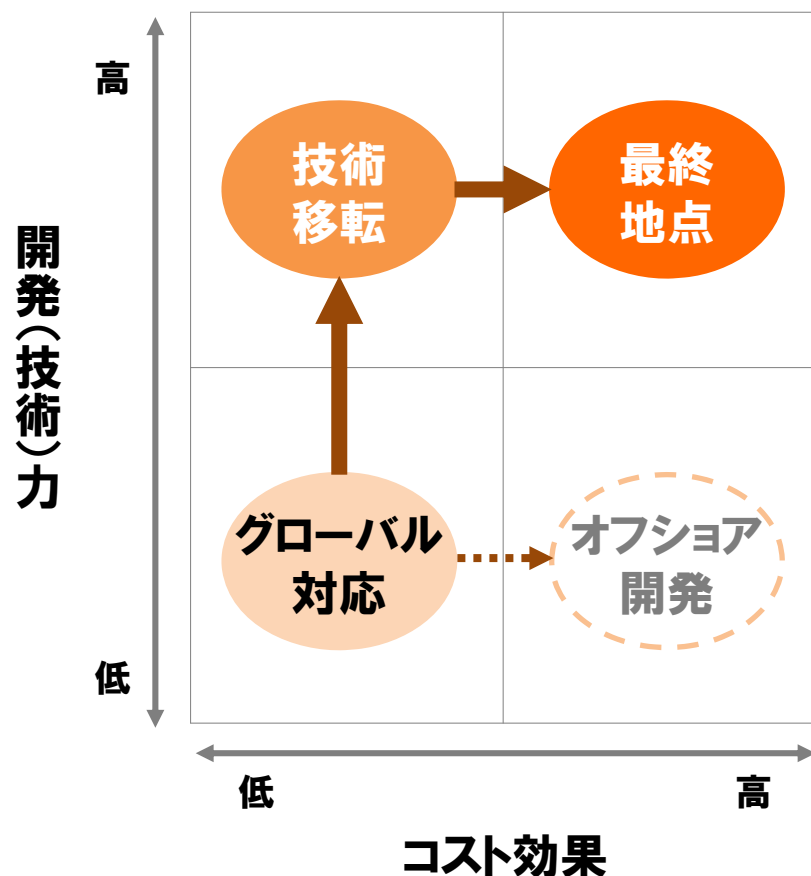 高
技術
移転
最終
地点
開発(技術)力
グローバル
対応
オフショア
開発
低
低
高
コスト効果